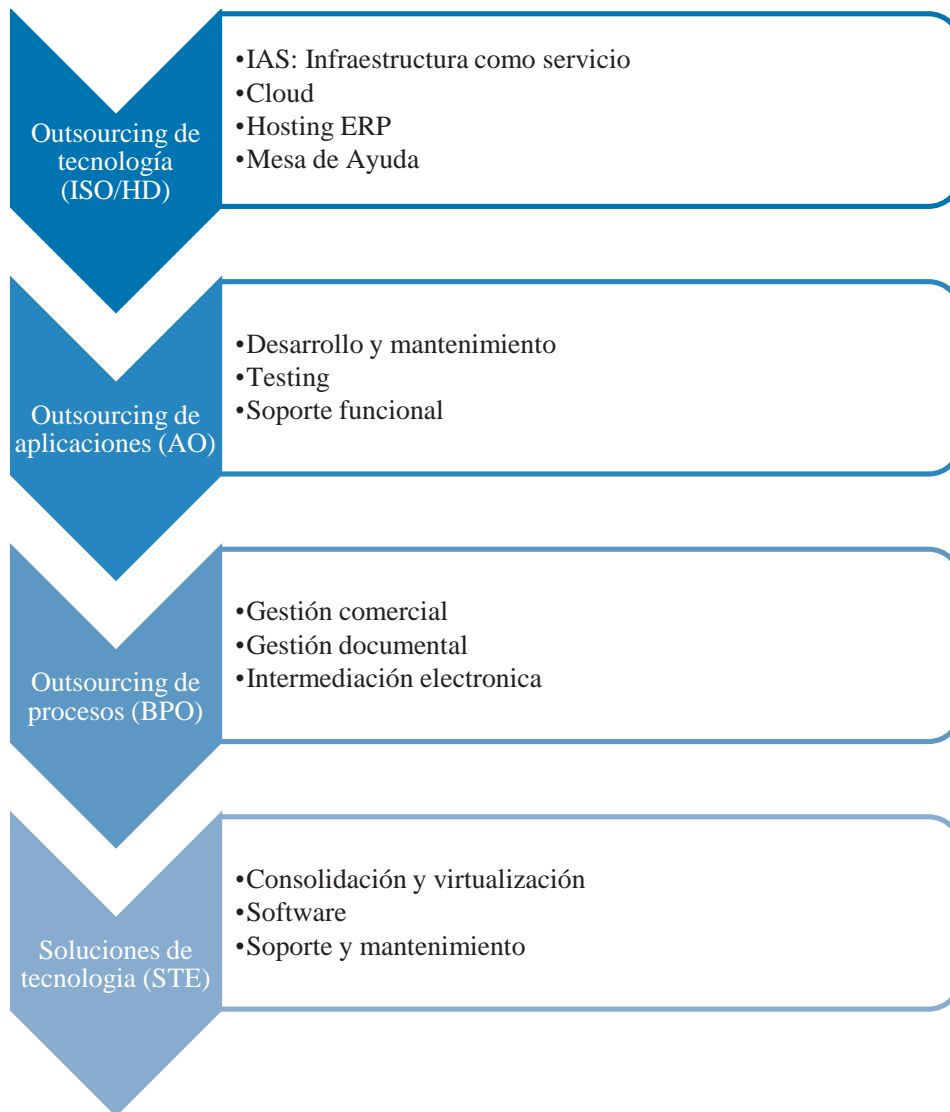 Outsourcing de
tecnología
(ISO/HD)
•IAS: Infraestructura como servicio
•Cloud
•Hosting ERP
•Mesa de Ayuda
Outsourcing de
aplicaciones (AO)
•Desarrollo y mantenimiento
•Testing
•Soporte funcional
Outsourcing de
procesos (BPO)
•Gestión comercial
•Gestión documental
•Intermediación electronica
Soluciones de
tecnologia (STE)
•Consolidación y virtualización
•Software
•Soporte y mantenimiento